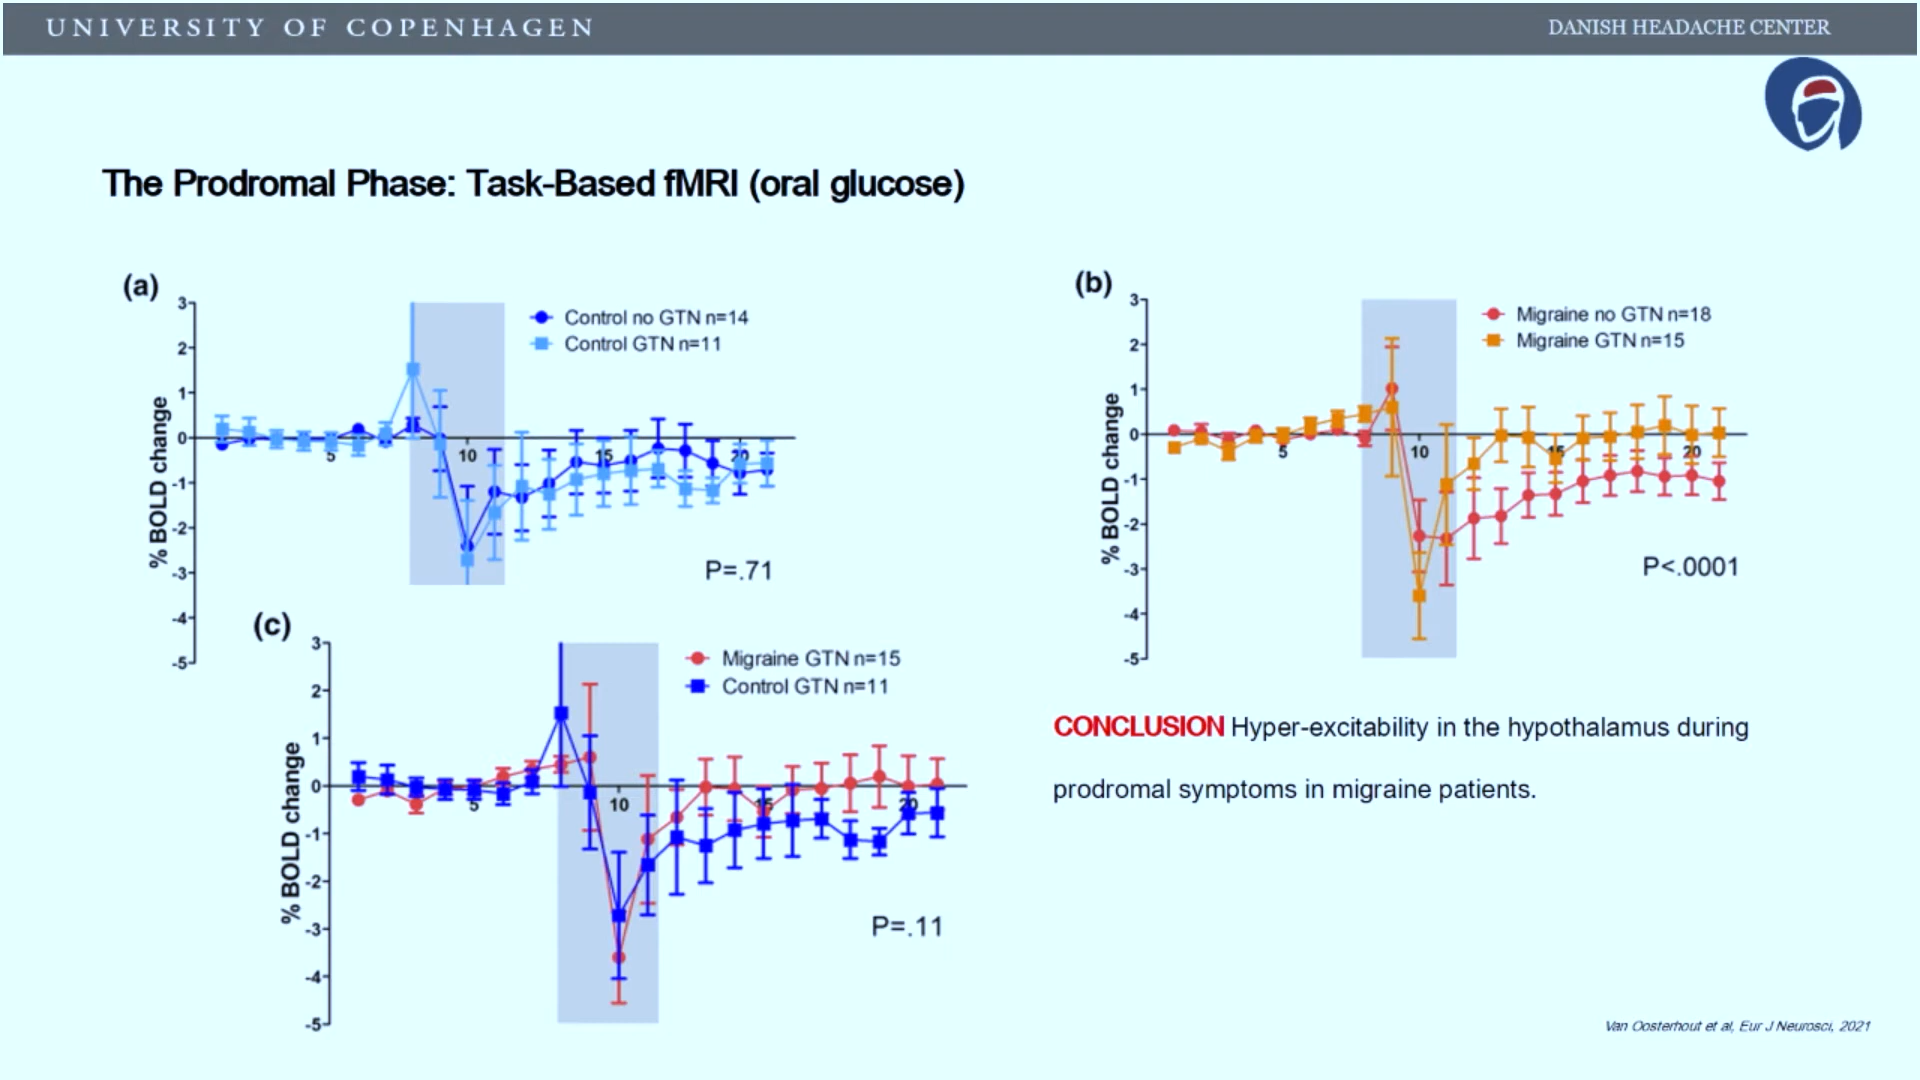 UNIVERSITY OF COPENHAGEN
DANISH HEADACHE CENTER
The Prodromal Phase: Task-Based fMRI (oral glucose)
(a)
% BOLD change
3
2
1
0
-1
-2
-3
-4
-5
5
10
15
20
Control no GTN n=14
Control GTN n=11
P=.71
(b)
% BOLD change
3
2
1
0
-1
-2
-3
-4
-5
5
10
15
20
Migraine no GTN n=18
Migraine GTN n=15
P<.0001
(c)
% BOLD change
3
2
1
0
-1
-2
-3
-4
-5
5
10
15
20
Migraine GTN n=15
Control GTN n=11
P=.11
CONCLUSION Hyper-excitability in the hypothalamus during
prodromal symptoms in migraine patients.
Van Oosterhout et al, Eur J Neurosci, 2021